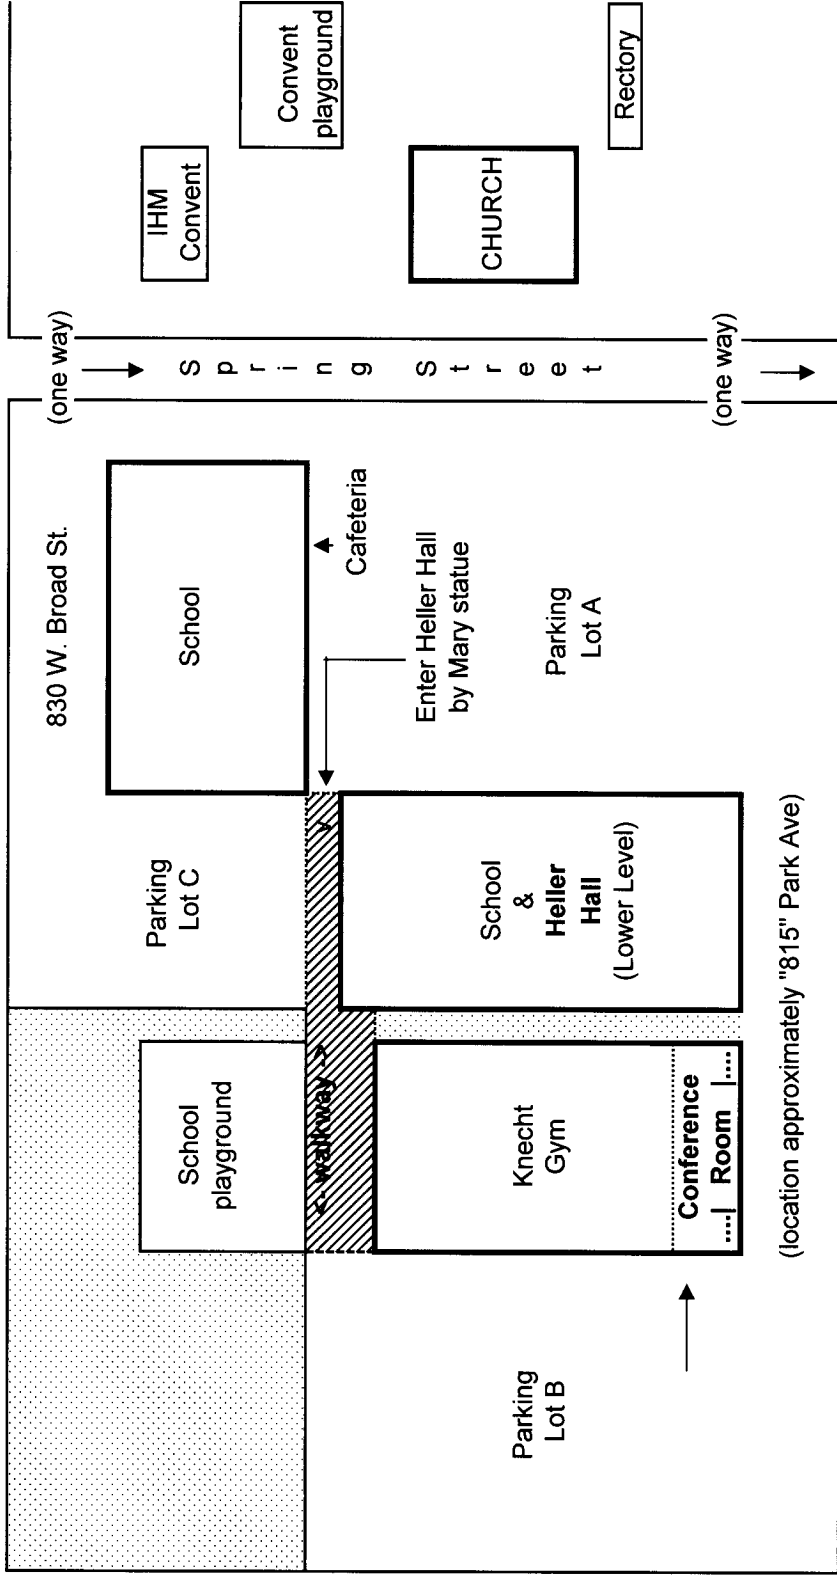 830 W. Broad St.
School
playground
Parking
Lot C
School
(one way)
IHM
Convent
Convent
playground
<- walkway ->
v
Cafeteria
Enter Heller Hall
by Mary statue
Spring Street
Parking
Lot B
Knecht
Gym
School
&
Heller
Hall
(Lower Level)
Parking
Lot A
CHURCH
Rectory
Conference
Room
(one way)
(location approximately "815" Park Ave)